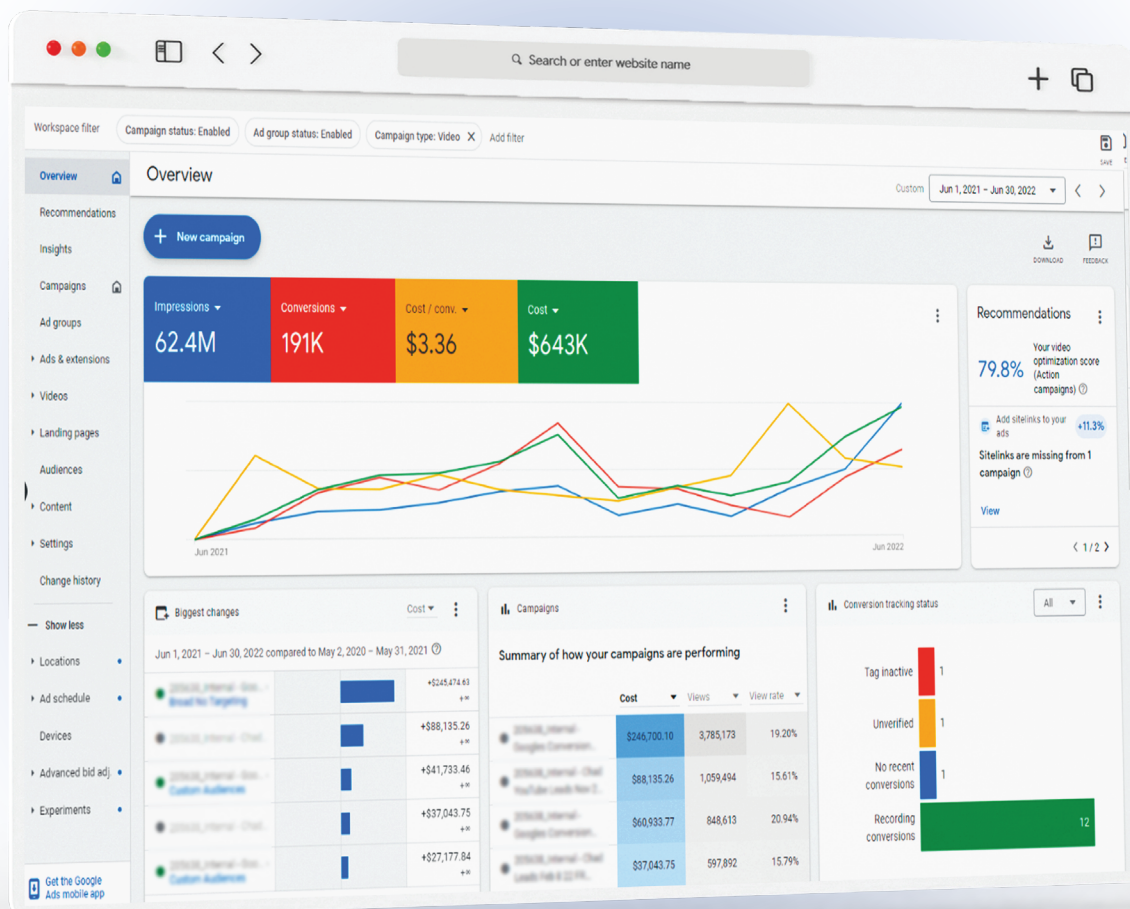 Search or enter website name
Workspace filter
Campaign status: Enabled
Ad group status: Enabled
Campaign type: Video X
Add filter
SAVE
Overview
Recommendations
Insights
Campaigns
Ad groups
Ads & extensions
Videos
Landing pages
Audiences
Content
Settings
Change history
Show less
Locations
Ad schedule
Devices
Advanced bid adj
Experiments
Get the Google
Ads mobile app
Overview
Custom
Jun 1, 2021 – Jun 30, 2022
New campaign
DOWNLOAD
FEEDBACK
Impressions
62.4M
Conversions
191K
Cost / conv.
$3.36
Cost
$643K
Jun 2021
Jun 2022
Recommendations
79.8%
Your video
optimization score
(Action
campaigns)
Add sitelinks to your
ads
+11.3%
Sitelinks are missing from 1
campaign
View
1 / 2
Biggest changes
Cost
Jun 1, 2021 – Jun 30, 2022 compared to May 2, 2020 – May 31, 2021
+$245,474.63
+∞
+$88,135.26
+∞
+$41,733.46
+∞
+$37,043.75
+∞
+$27,177.84
+∞
Campaigns
Summary of how your campaigns are performing
Cost Views View rate
$246,700.10 3,785,173 19.20%
$88,135.26 1,059,494 15.61%
$60,933.77 848,613 20.94%
$37,043.75 597,892 15.79%
Conversion tracking status
All
Tag inactive 1
Unverified 1
No recent
conversions 1
Recording
conversions 12